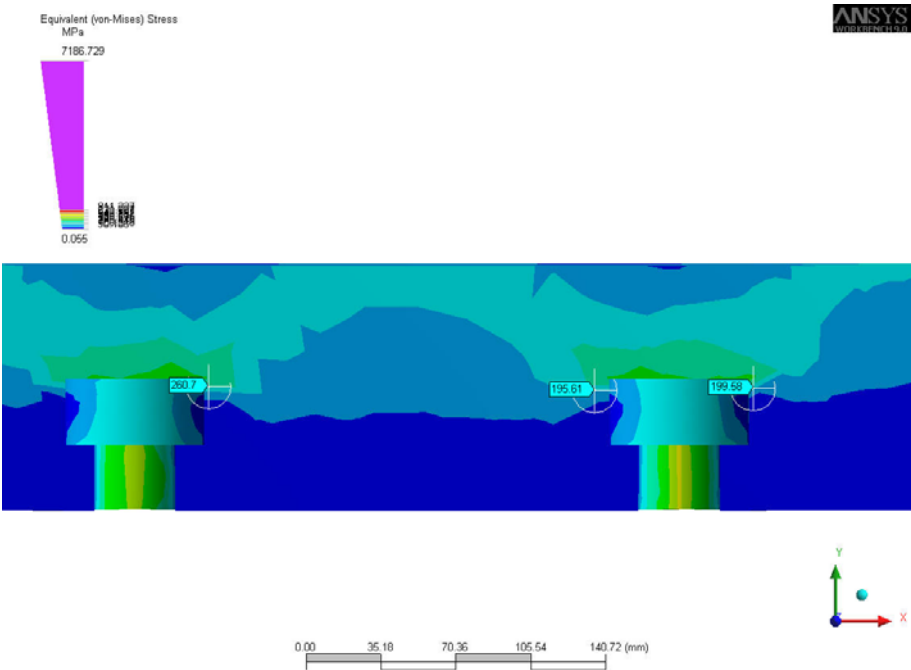 Equivalent (von-Mises) Stress
MPa
7186.729
0.055
ANSYS
WORKBENCH 9.0
260.7
195.61
199.58
Y
X
0.00 35.18 70.36 105.54 140.72 (mm)